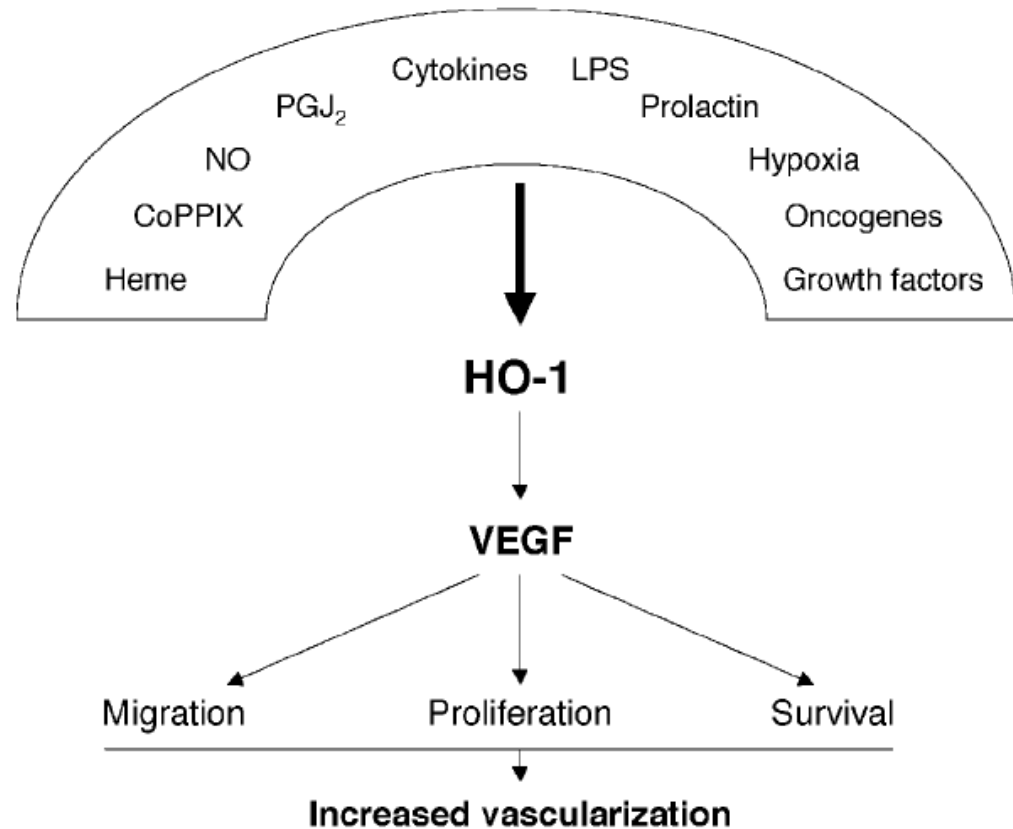 Cytokines LPS
PGJ₂ Prolactin
NO Hypoxia
CoPPIX Oncogenes
Heme Growth factors
HO-1
VEGF
Migration Proliferation Survival
Increased vascularization